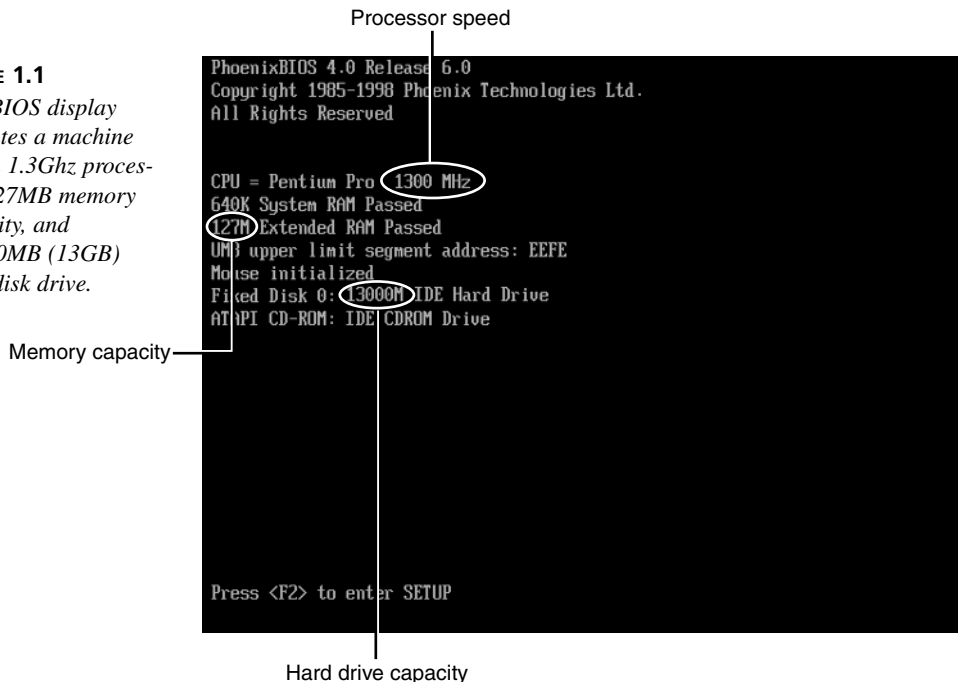 Processor speed
E 1.1
BIOS display
tes a machine
1.3Ghz proces-
27MB memory
ity, and
0MB (13GB)
disk drive.
PhoenixBIOS 4.0 Release 6.0
Copyright 1985-1998 Phoenix Technologies Ltd.
All Rights Reserved
CPU = Pentium Pro 1300 MHz
640K System RAM Passed
127M Extended RAM Passed
UMB upper limit segment address: EEFE
Mouse initialized
Fixed Disk 0: 13000M IDE Hard Drive
ATAPI CD-ROM: IDE CDROM Drive
Memory capacity
Press <F2> to enter SETUP
Hard drive capacity